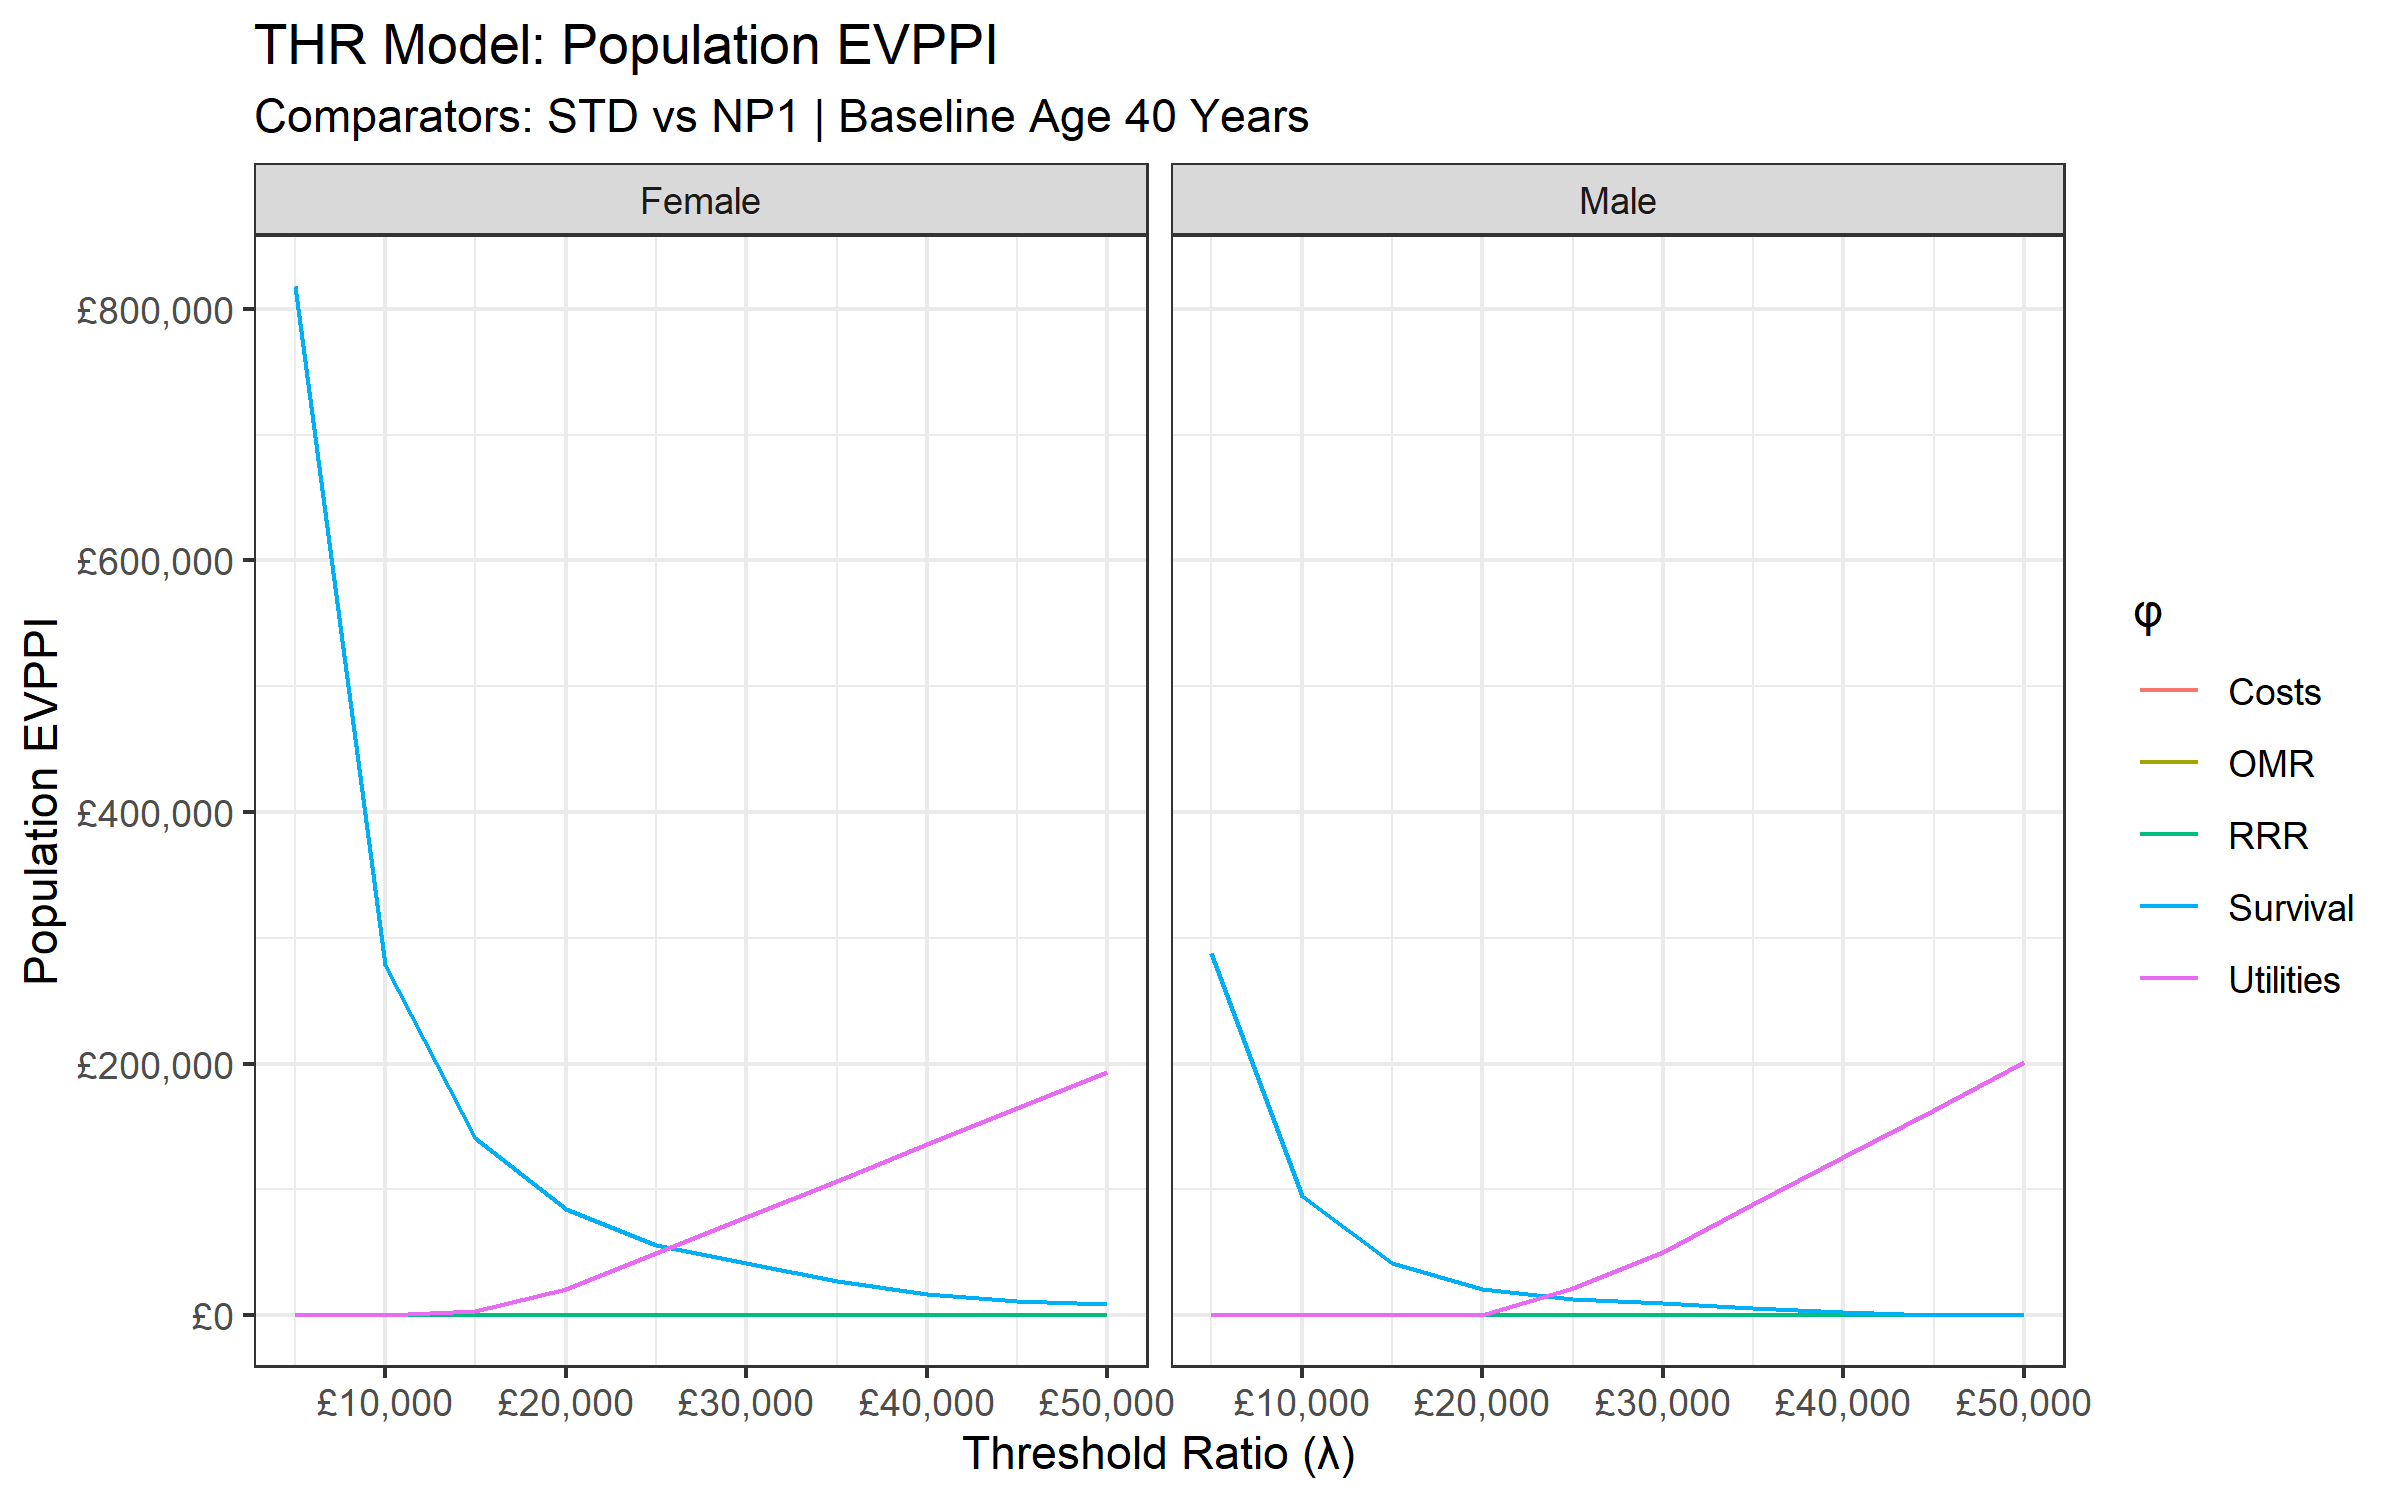 THR Model: Population EVPPI
Comparators: STD vs NP1 | Baseline Age 40 Years
Female
Male
£800,000
£600,000
£400,000
£200,000
£0
Population EVPPI
£10,000
£20,000
£30,000
£40,000
£50,000
£10,000
£20,000
£30,000
£40,000
£50,000
Threshold Ratio (λ)
φ
Costs
OMR
RRR
Survival
Utilities